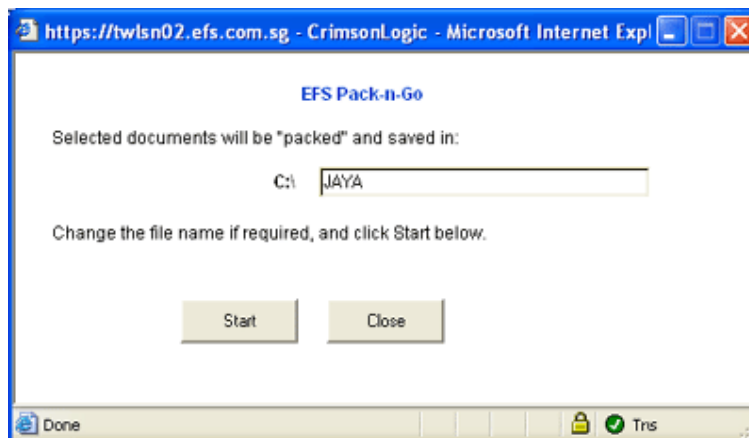 https://twlsn02.efs.com.sg - CrimsonLogic - Microsoft Internet Expl
EFS Pack-n-Go
Selected documents will be "packed" and saved in:
C:\ JAYA
Change the file name if required, and click Start below.
Start Close
Done Trus